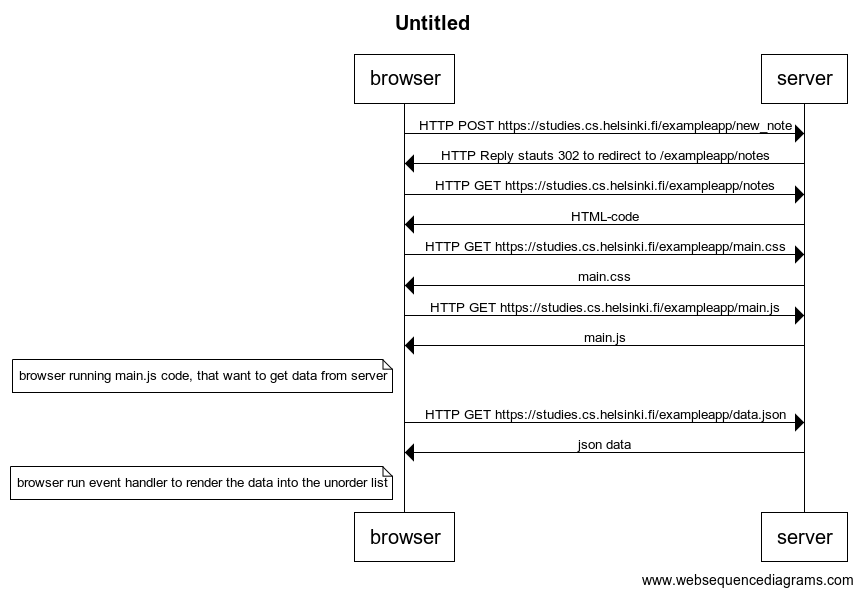 Untitled
browser
server
HTTP POST https://studies.cs.helsinki.fi/exampleapp/new_note
HTTP Reply stauts 302 to redirect to /exampleapp/notes
HTTP GET https://studies.cs.helsinki.fi/exampleapp/notes
HTML-code
HTTP GET https://studies.cs.helsinki.fi/exampleapp/main.css
main.css
HTTP GET https://studies.cs.helsinki.fi/exampleapp/main.js
main.js
browser running main.js code, that want to get data from server
HTTP GET https://studies.cs.helsinki.fi/exampleapp/data.json
json data
browser run event handler to render the data into the unorder list
browser
server
www.websequencediagrams.com